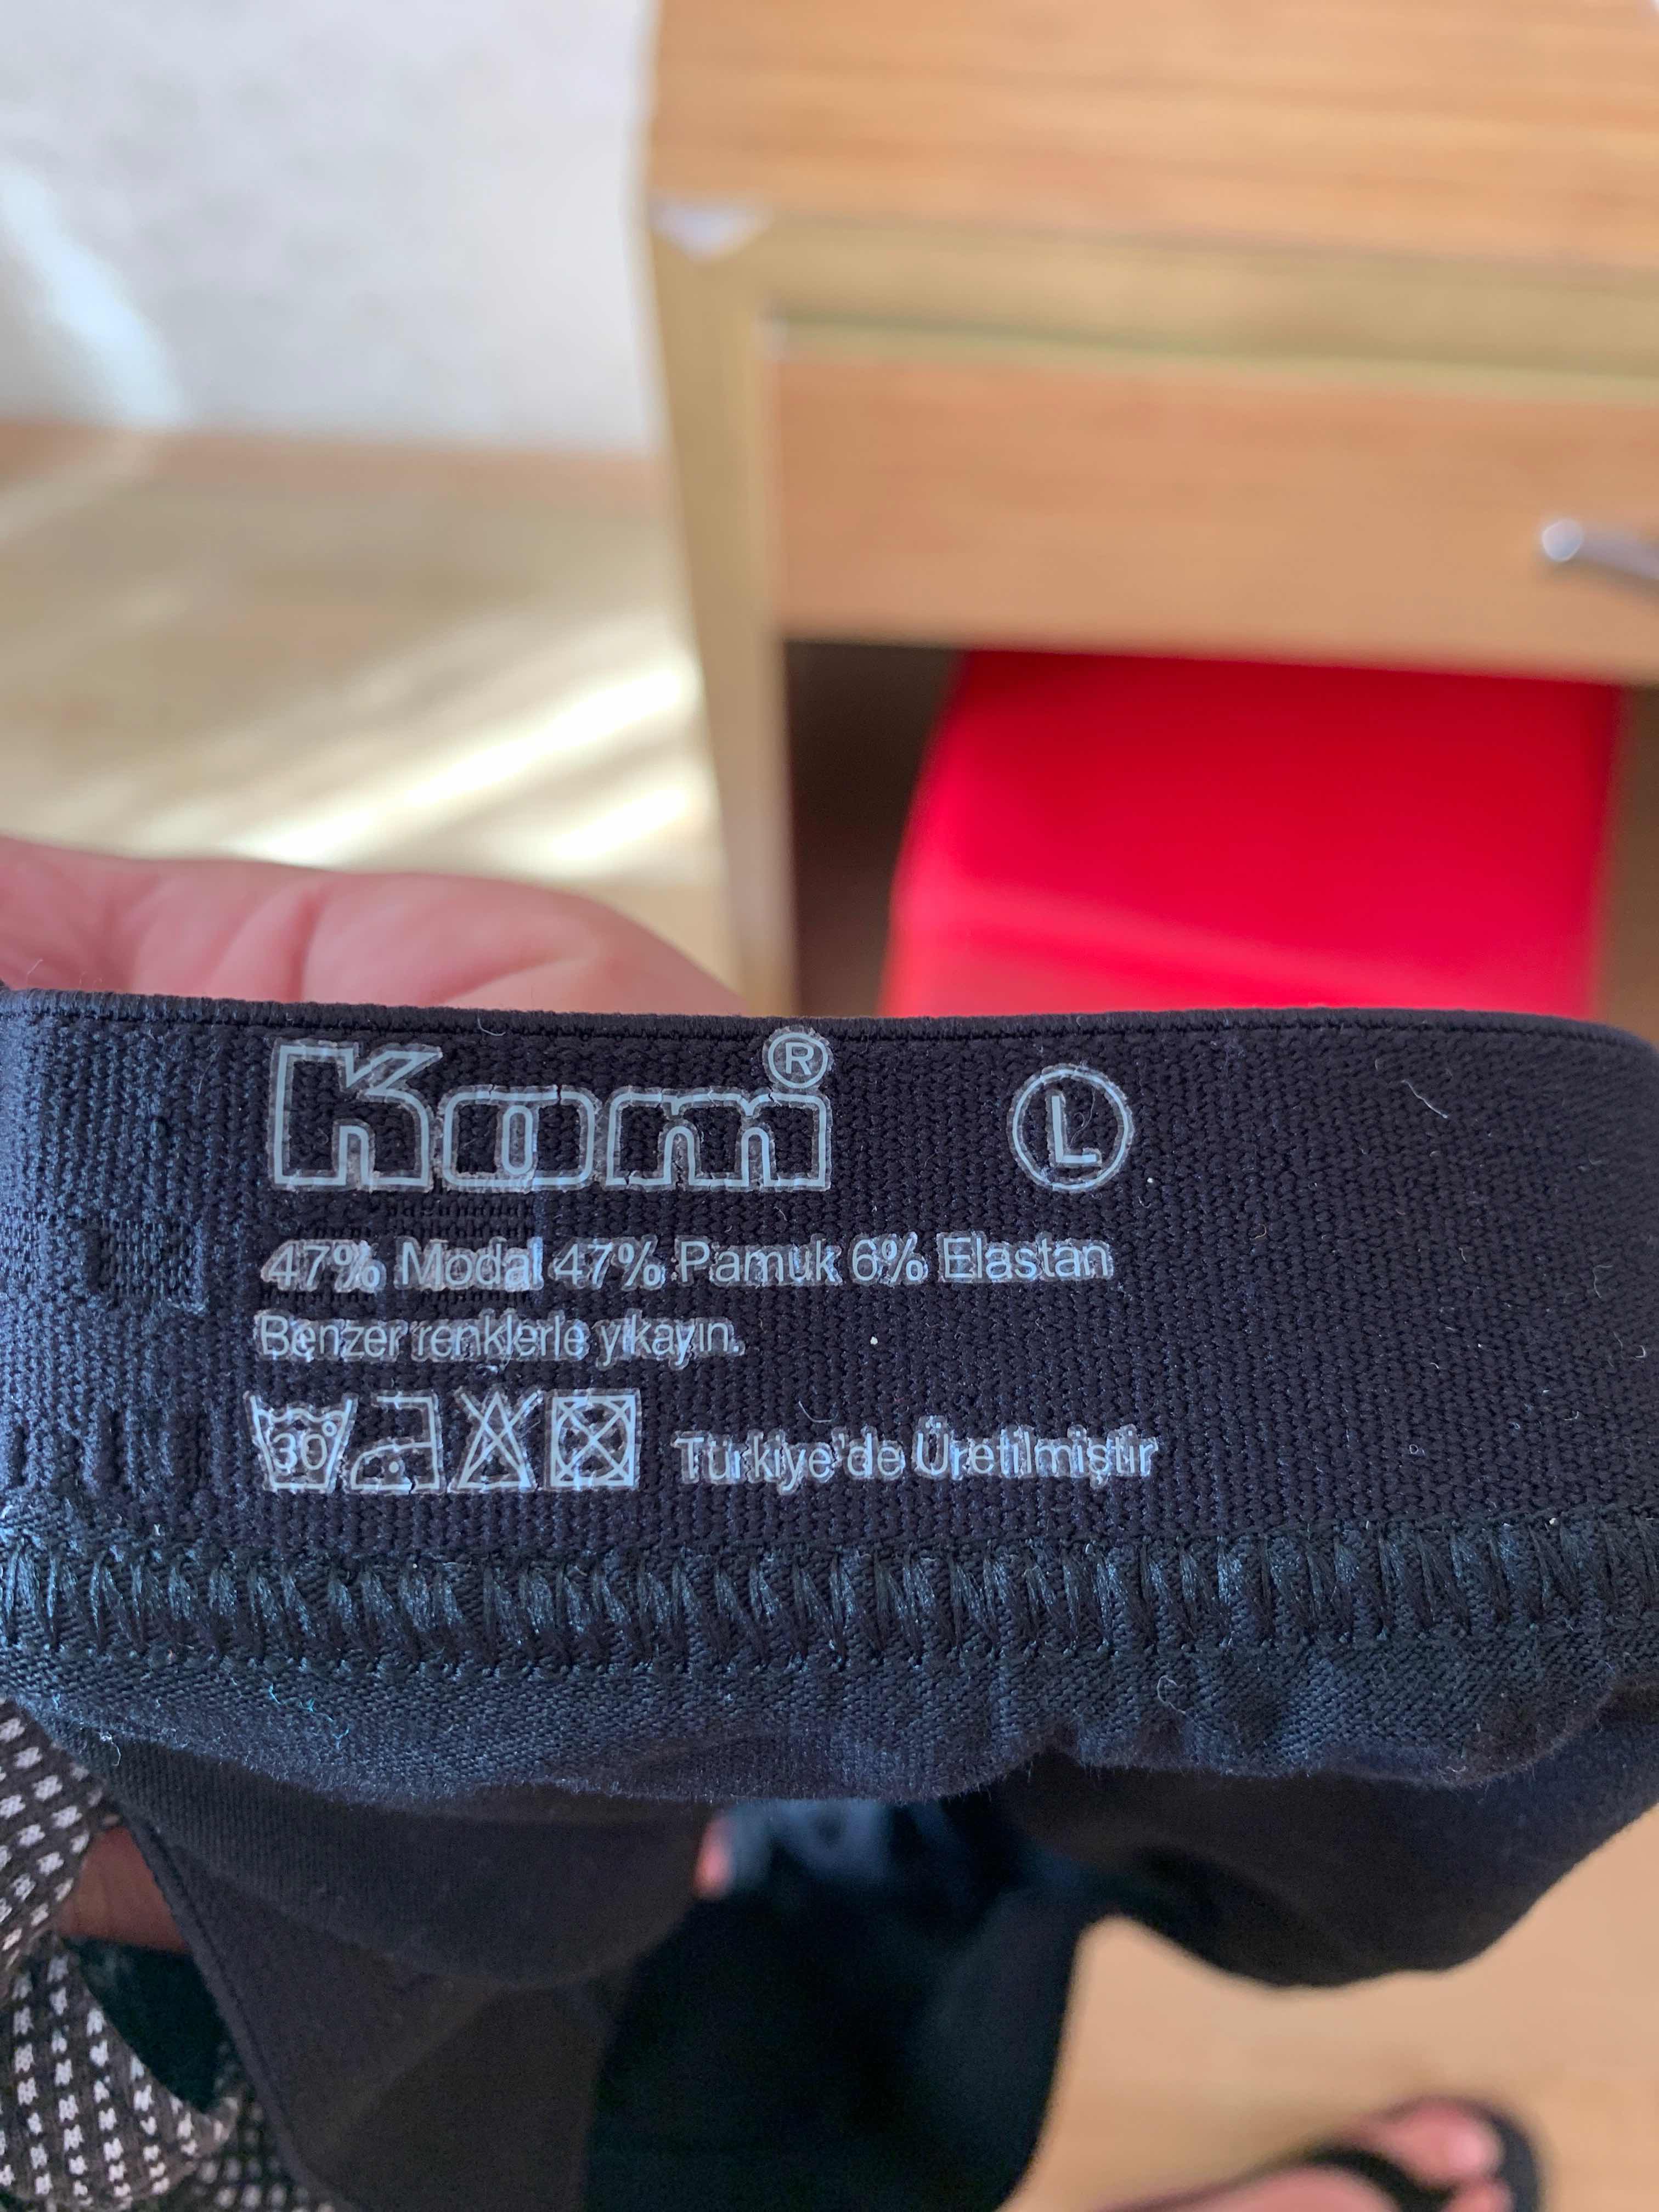 Kom® L
47% Modal 47% Pamuk 6% Elastan
Benzer renklerle yıkayın.
30° Türkiye'de Üretilmiştir